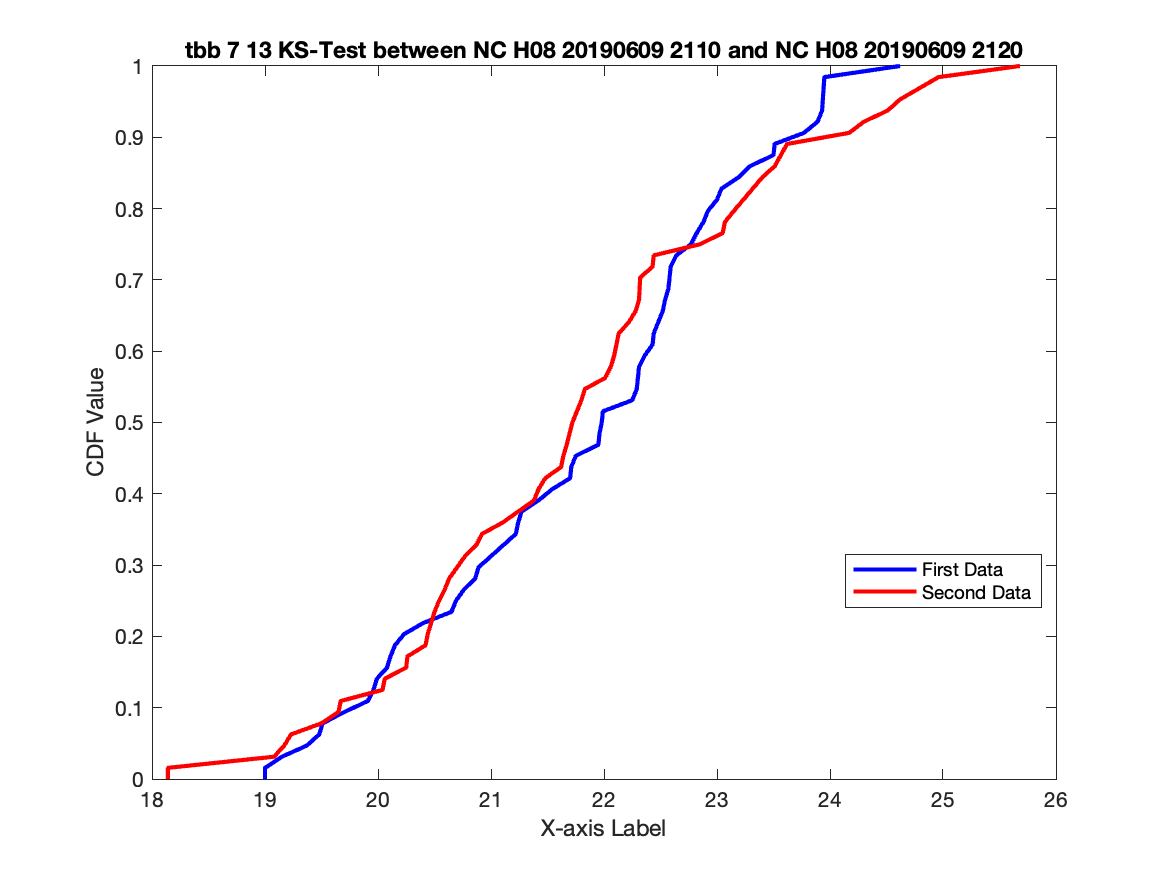 tbb 7 13 KS-Test between NC H08 20190609 2110 and NC H08 20190609 2120
1
0.9
0.8
0.7
0.6
0.5
0.4
0.3
0.2
0.1
0
CDF Value
First Data
Second Data
18 19 20 21 22 23 24 25 26
X-axis Label